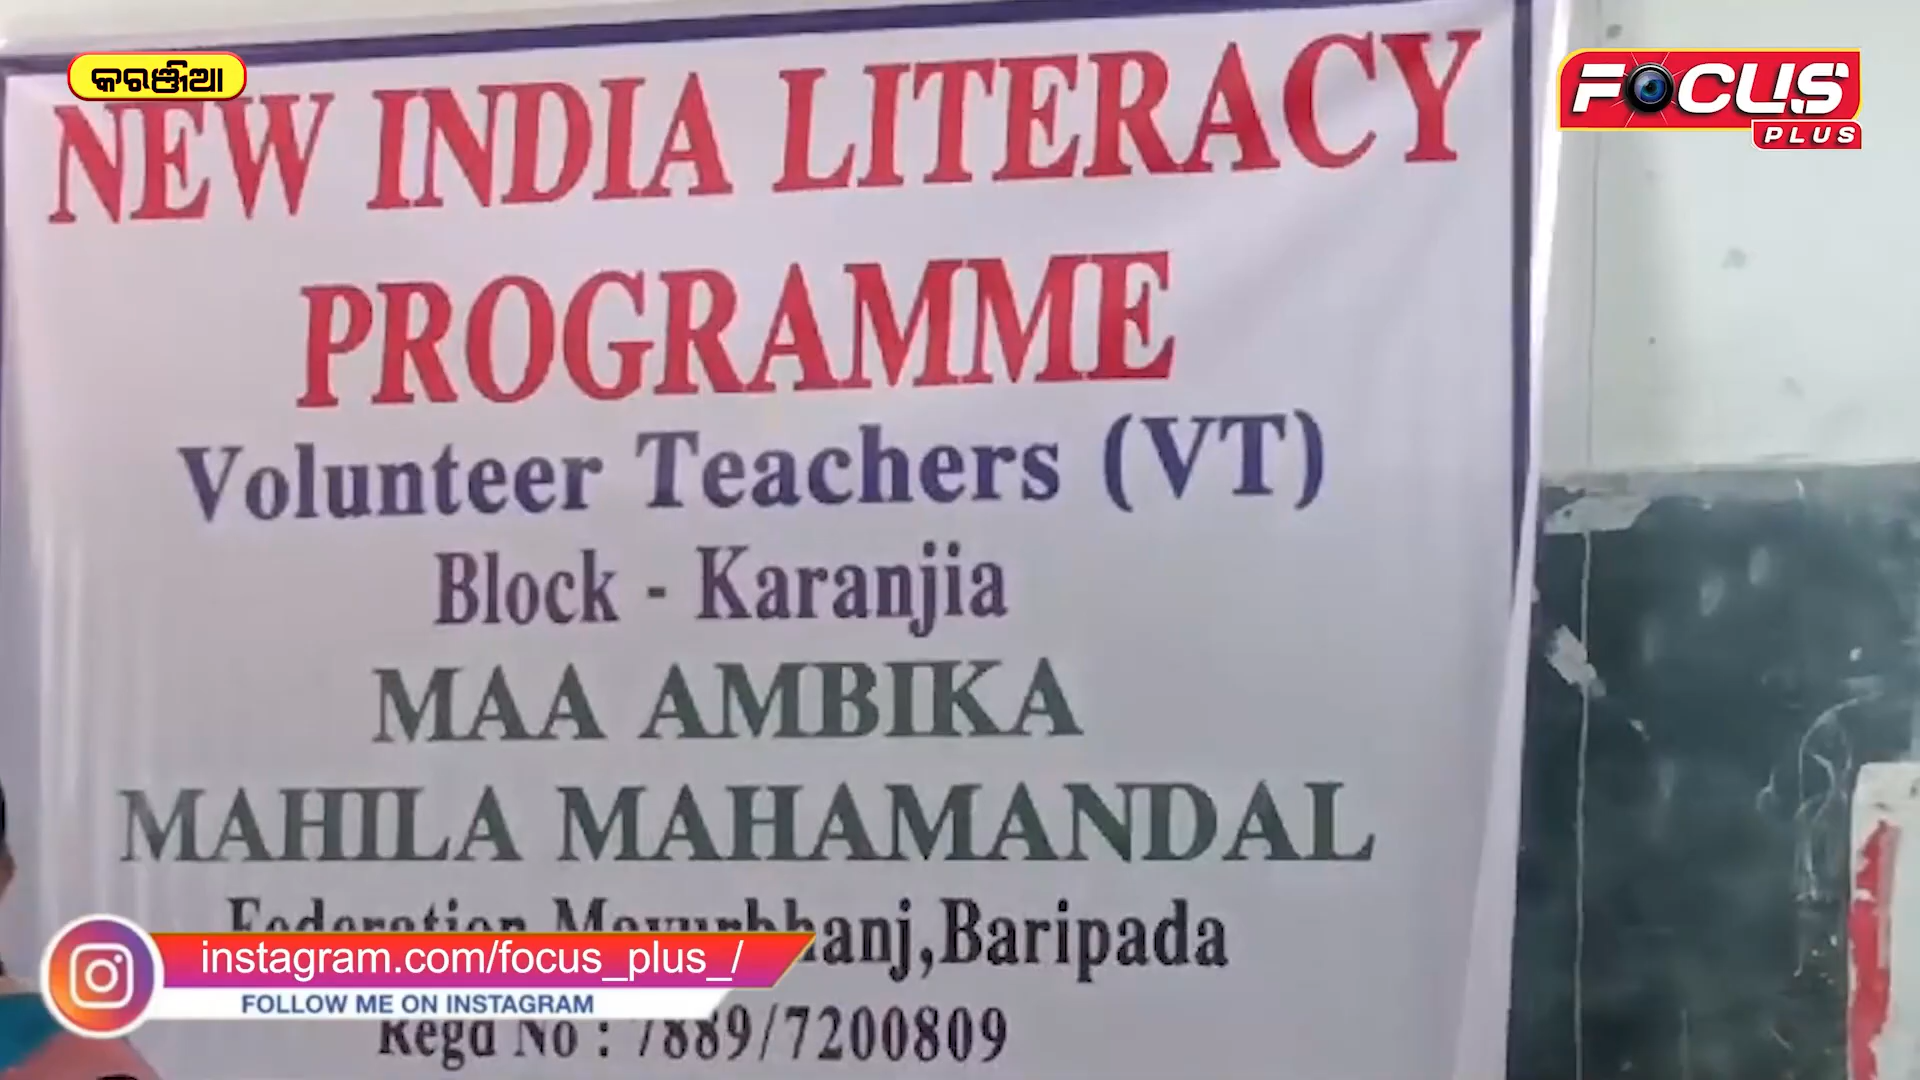 କରଞ୍ଜିଆ
FOCUS
PLUS
NEW INDIA LITERACY
PROGRAMME
Volunteer Teachers (VT)
Block - Karanjia
MAA AMBIKA
MAHILA MAHAMANDAL
Federation Mayurbhanj,Baripada
instagram.com/focus_plus_/
FOLLOW ME ON INSTAGRAM
Regd No : 7889/7200809